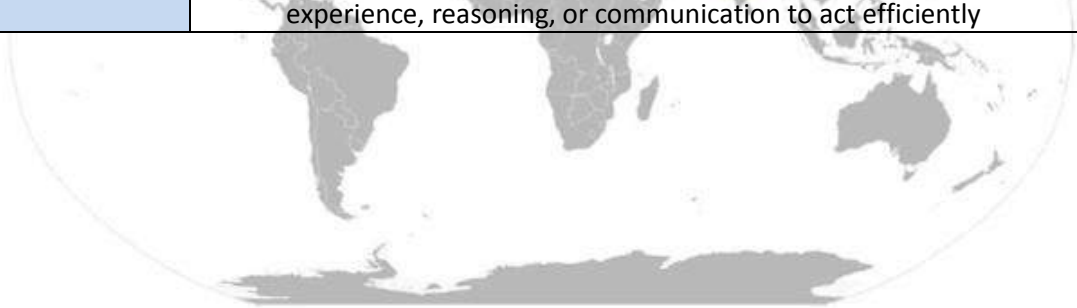 experience, reasoning, or communication to act efficiently